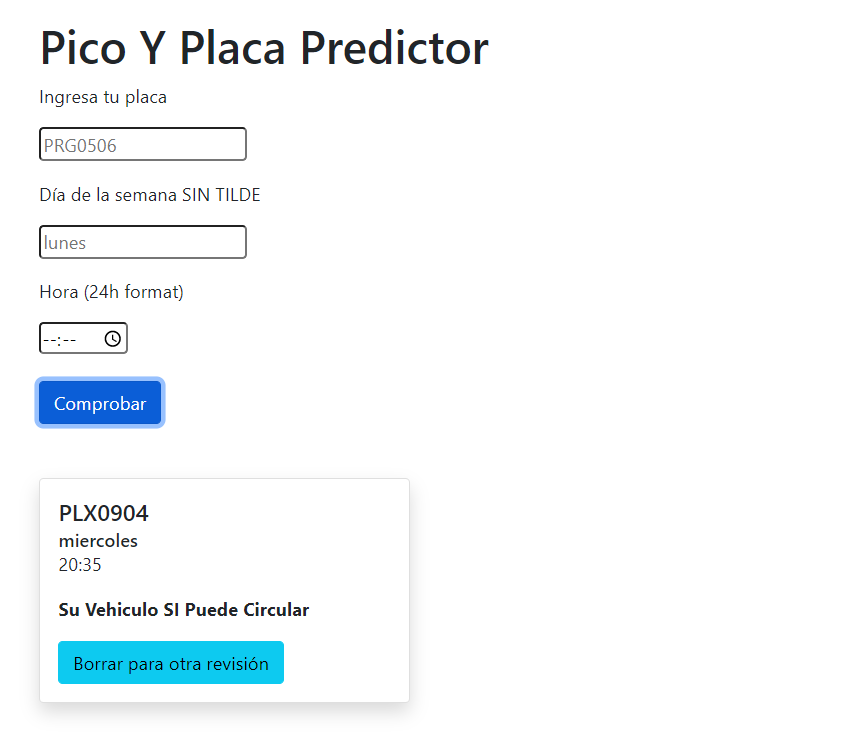 Pico Y Placa Predictor
Ingresa tu placa
PRG0506
Día de la semana SIN TILDE
lunes
Hora (24h format)
--:--
Comprobar
PLX0904
miercoles
20:35
Su Vehiculo SI Puede Circular
Borrar para otra revisión